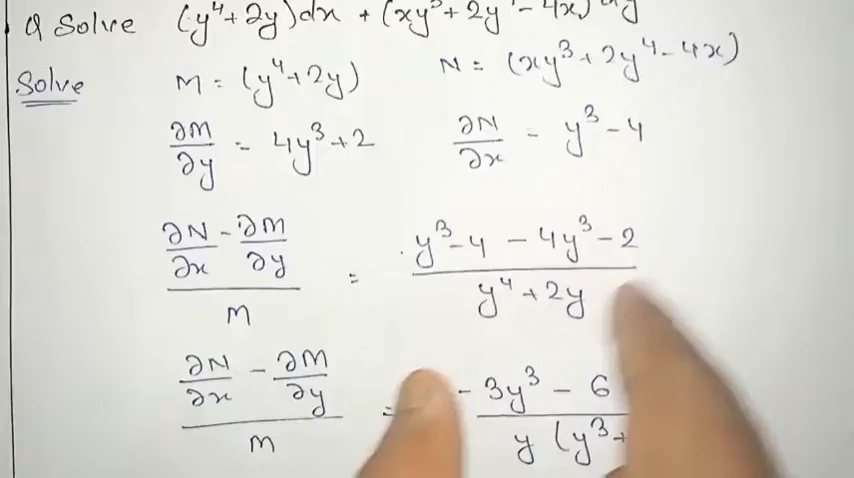 Q Solve (y⁴+2y)dx + (xy³+2y⁴-4x) dy
Solve M = (y⁴+2y) N = (xy³+2y⁴-4x)
∂M/∂y = 4y³+2 ∂N/∂x = y³-4
(∂N/∂x - ∂M/∂y)/M = (y³-4-4y³-2)/(y⁴+2y)
(∂N/∂x - ∂M/∂y)/M = (-3y³-6)/(y(y³+